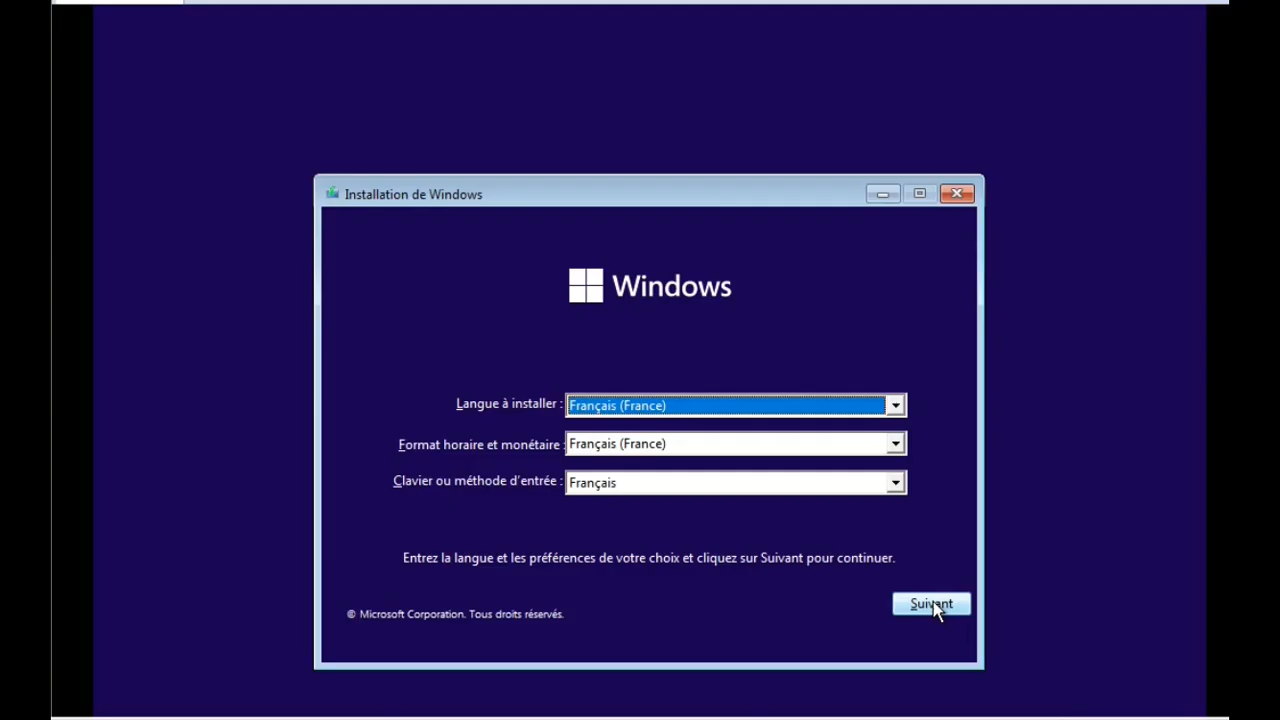 Installation de Windows
Windows
Langue à installer : Français (France)
Format horaire et monétaire : Français (France)
Clavier ou méthode d'entrée : Français
Entrez la langue et les préférences de votre choix et cliquez sur Suivant pour continuer.
Suivant
© Microsoft Corporation. Tous droits réservés.